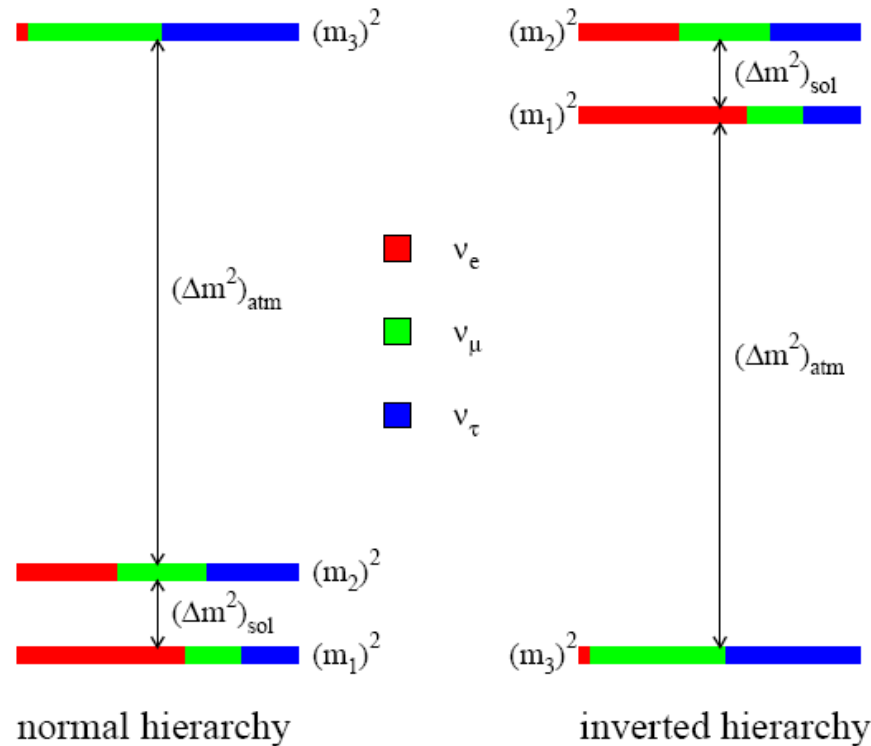 (m₃)²
(Δm²)atm
(m₂)²
(Δm²)sol
(m₁)²
normal hierarchy
νe
νμ
ντ
(m₂)²
(Δm²)sol
(m₁)²
(Δm²)atm
(m₃)²
inverted hierarchy